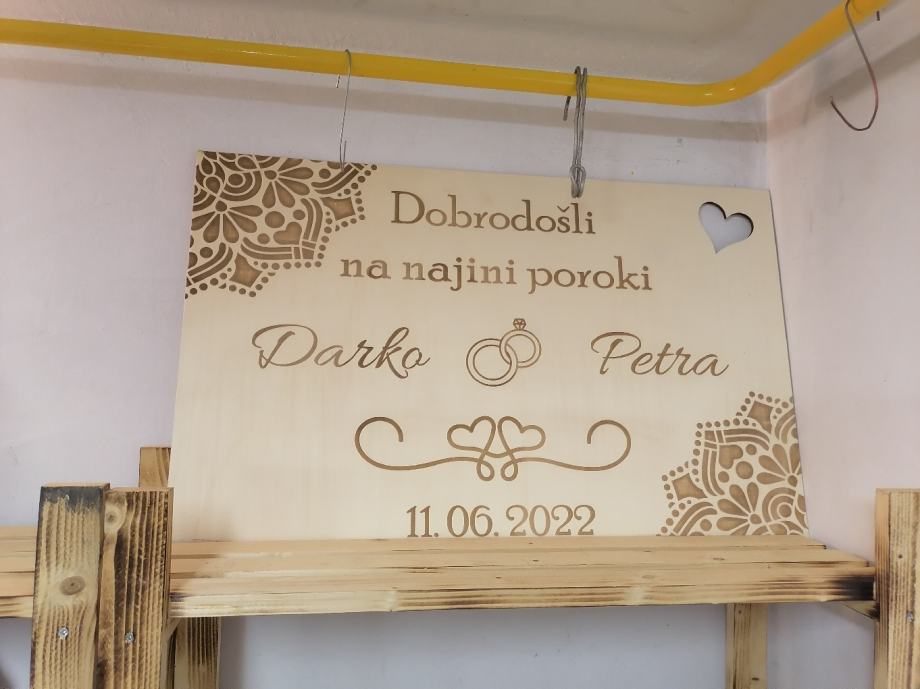 Dobrodošli
na najini poroki
Darko Petra
11.06.2022